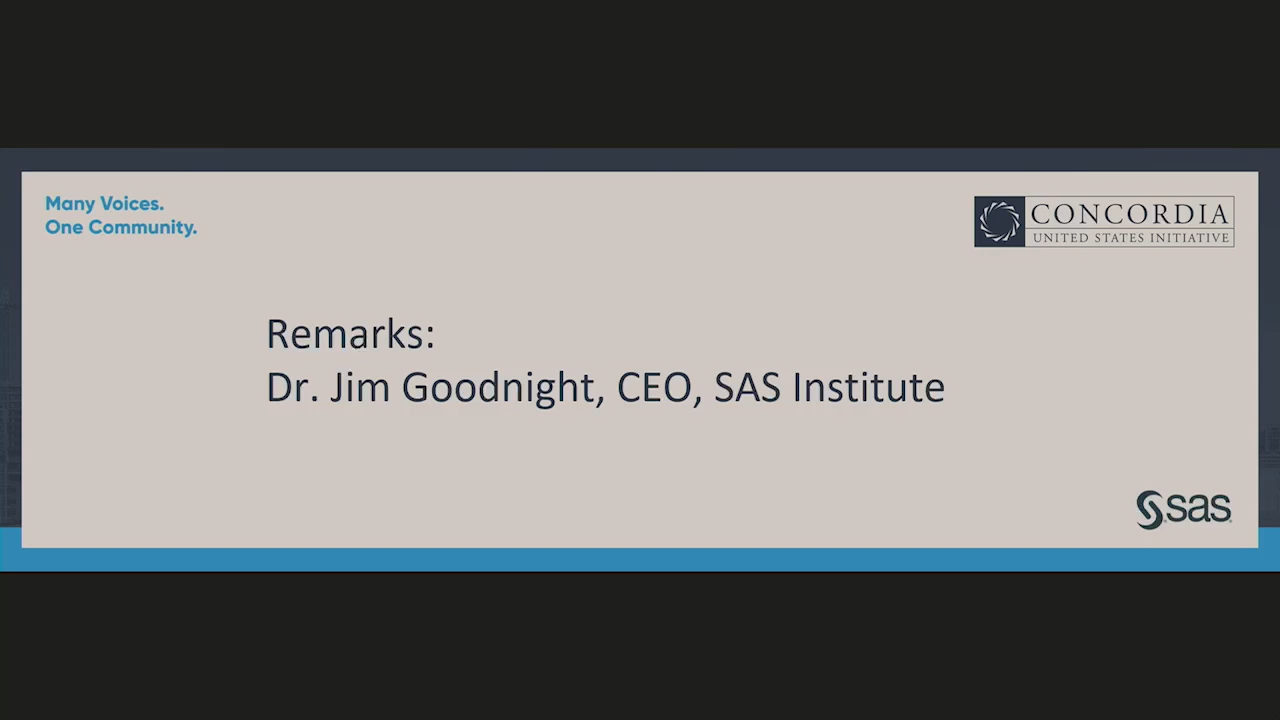 Many Voices.
One Community.
CONCORDIA
UNITED STATES INITIATIVE
Remarks:
Dr. Jim Goodnight, CEO, SAS Institute
sas